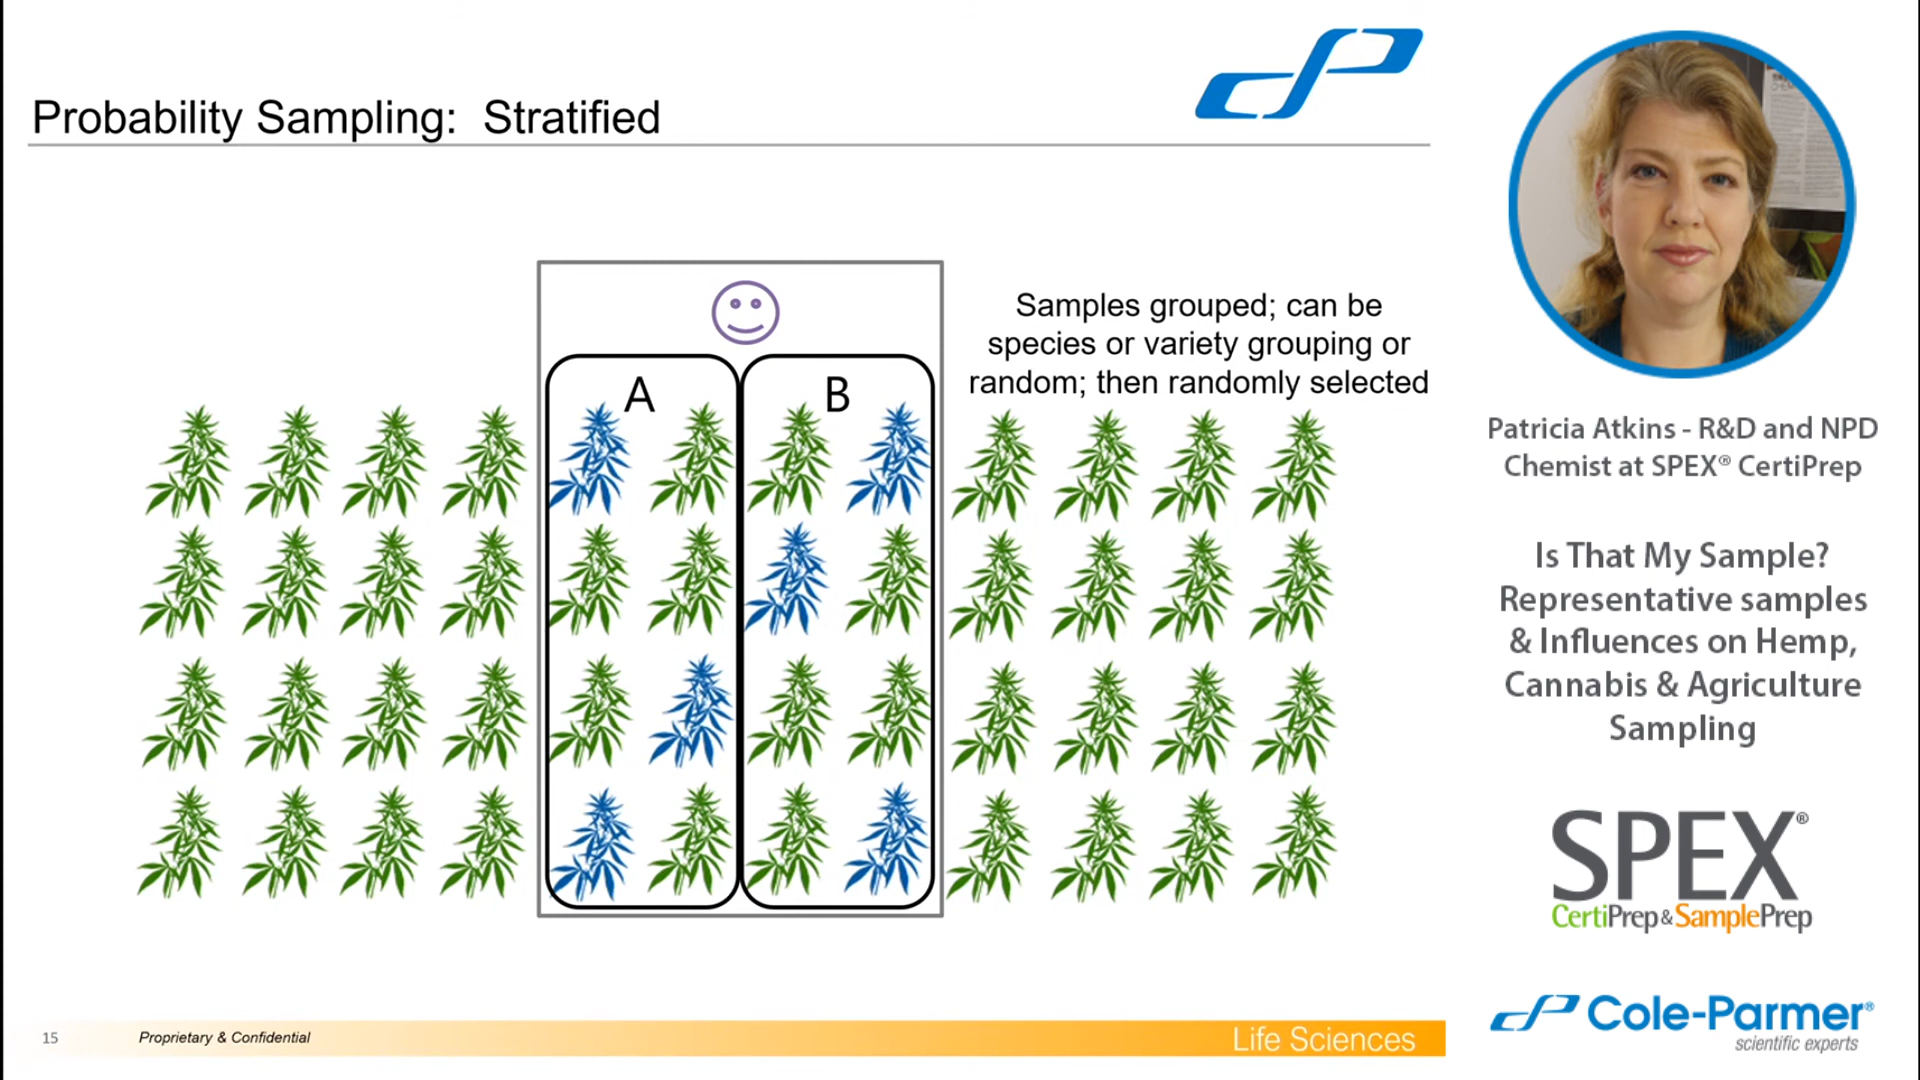 Probability Sampling: Stratified
Samples grouped; can be
species or variety grouping or
random; then randomly selected
A
B
15
Proprietary & Confidential
Life Sciences
Patricia Atkins - R&D and NPD
Chemist at SPEX® CertiPrep
Is That My Sample?
Representative samples
& Influences on Hemp,
Cannabis & Agriculture
Sampling
SPEX®
CertiPrep & SamplePrep
Cole-Parmer®
scientific experts